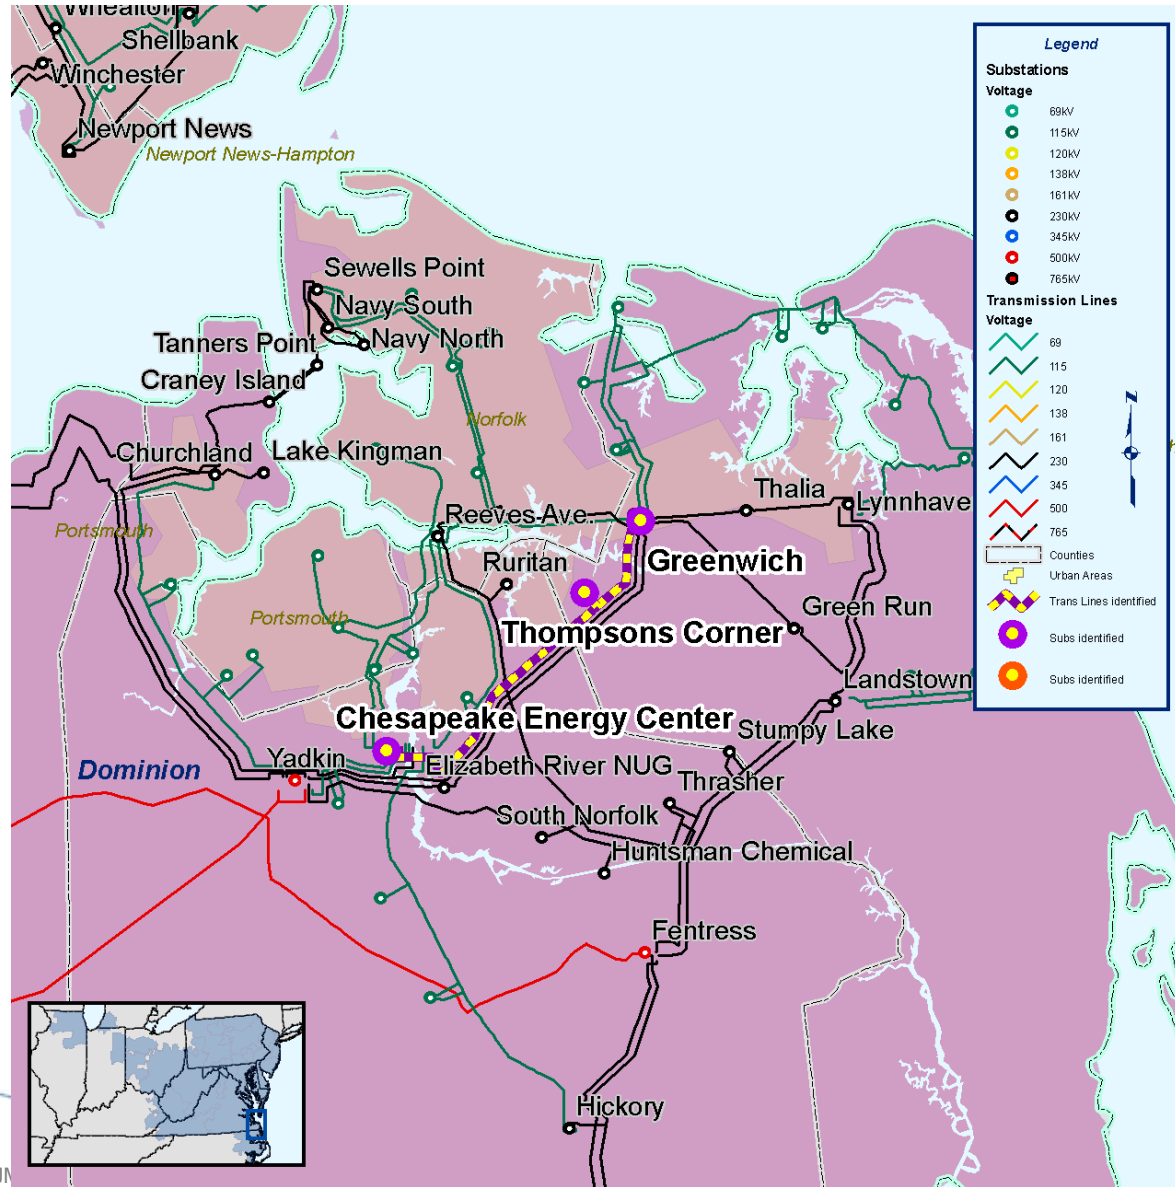 Wheaton
Shellbank
Winchester
Newport News
Newport News-Hampton
Sewells Point
Navy South
Tanners Point
Navy North
Craney Island
Norfolk
Churchland
Lake Kingman
Thalia
Lynnhave
Portsmouth
Reeves Ave
Ruritan
Greenwich
Portsmouth
Green Run
Thompsons Corner
Landstown
Chesapeake Energy Center
Stumpy Lake
Dominion
Yadkin
Elizabeth River NUG
Thrasher
South Norfolk
Huntsman Chemical
Fentress
Hickory
Legend
Substations
Voltage
69kV
115kV
120kV
138kV
161kV
230kV
345kV
500kV
765kV
Transmission Lines
Voltage
69
115
120
138
161
230
345
500
765
Counties
Urban Areas
Trans Lines identified
Subs identified
Subs identified
N